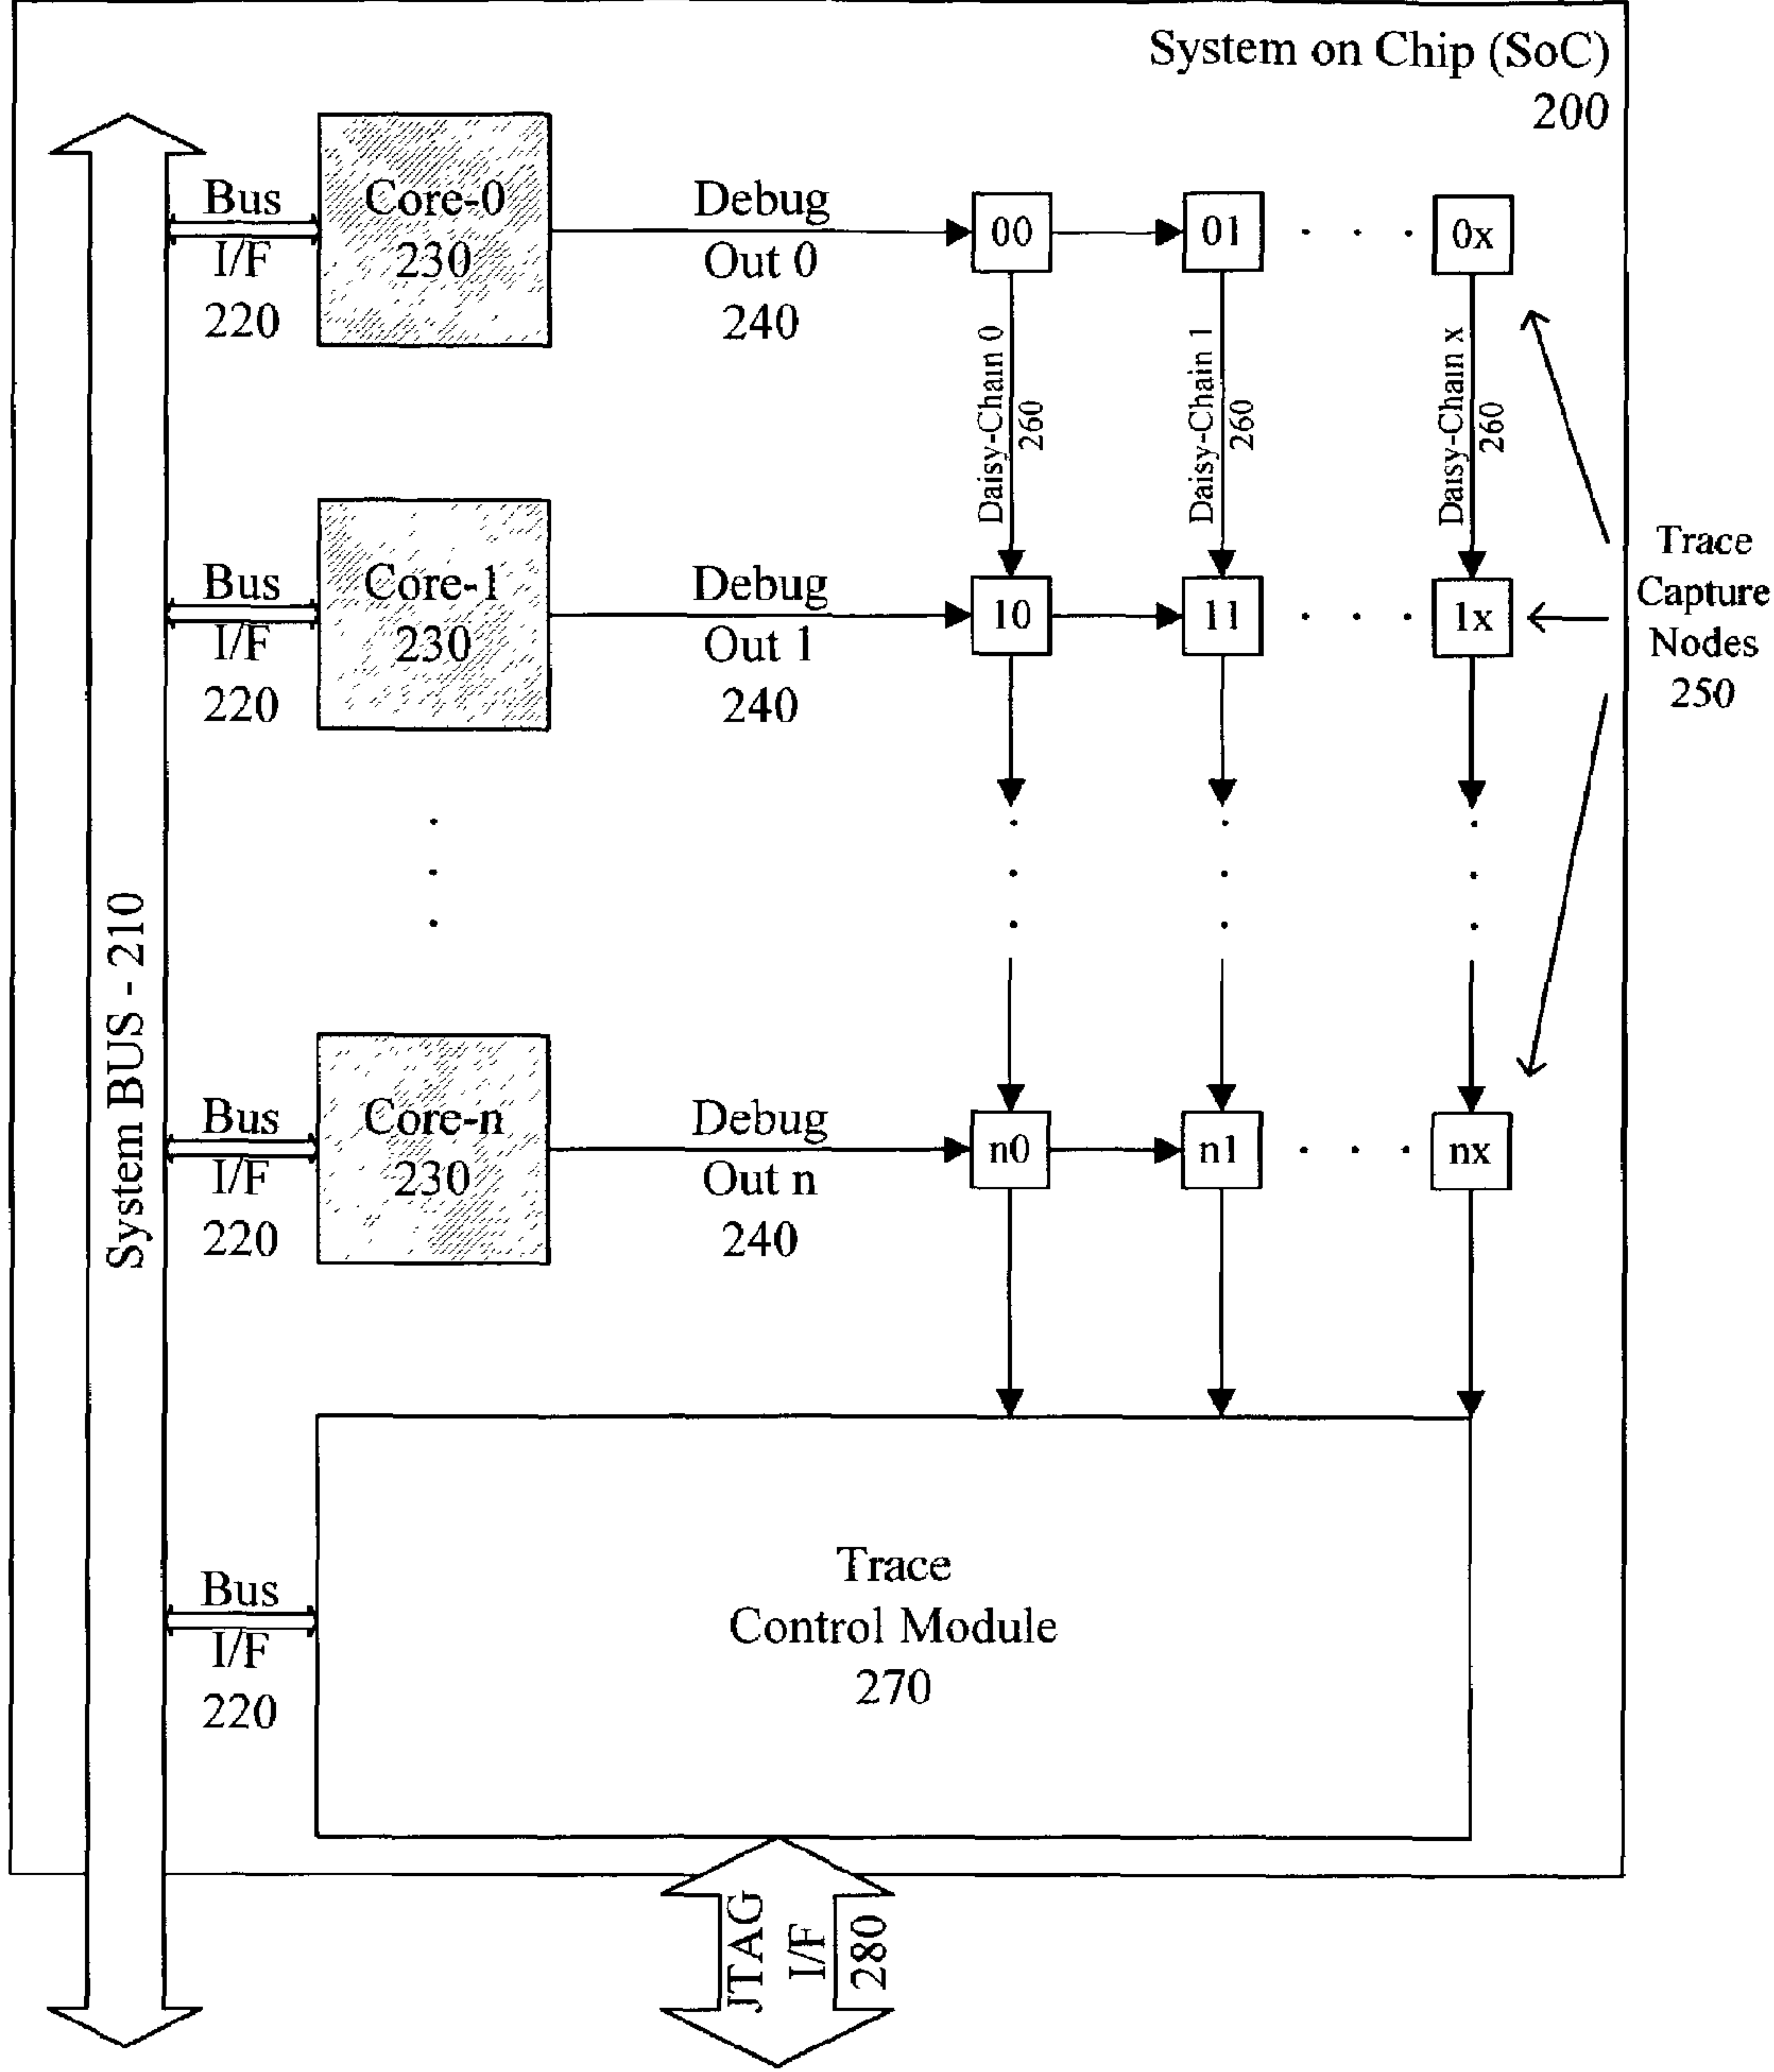 System on Chip (SoC)
200
Bus
I/F
220
Core-0
230
Debug
Out 0
240
00
01
0x
Daisy-Chain 0
260
Daisy-Chain 1
260
Daisy-Chain x
260
Trace
Capture
Nodes
250
Bus
I/F
220
Core-1
230
Debug
Out 1
240
10
11
1x
System BUS - 210
Bus
I/F
220
Core-n
230
Debug
Out n
240
n0
n1
nx
Bus
I/F
220
Trace
Control Module
270
JTAG
I/F
280